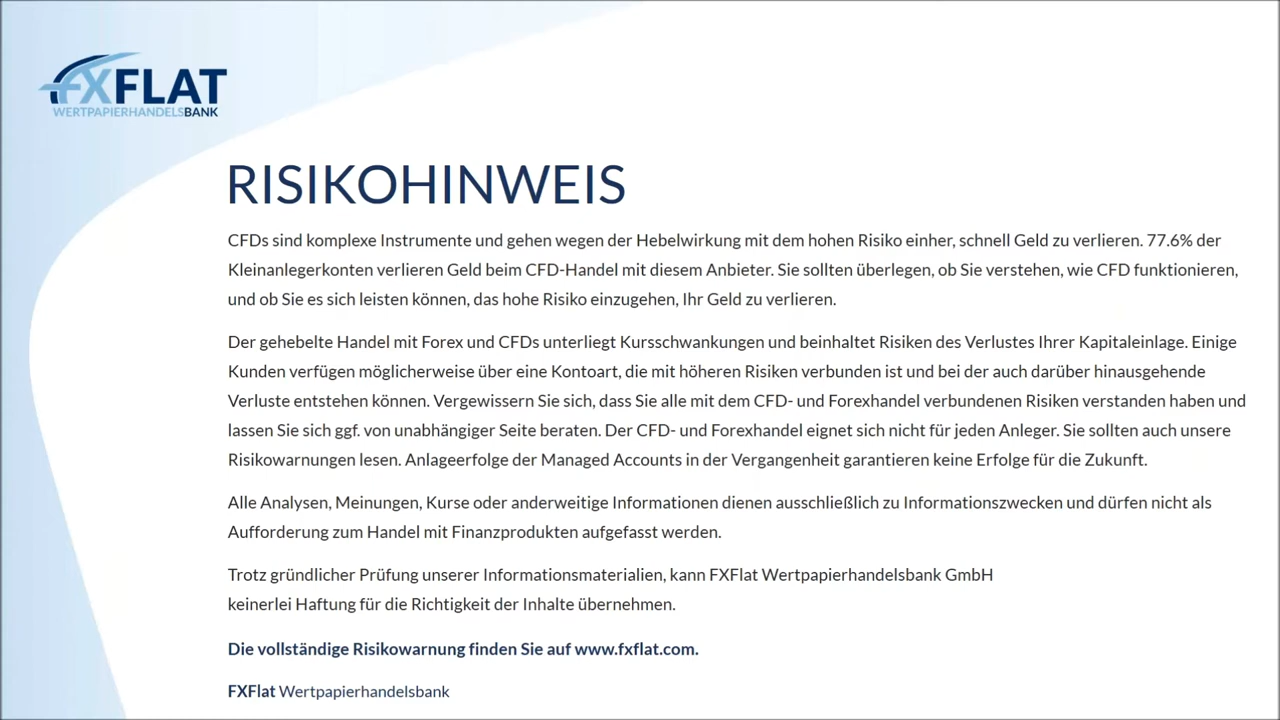 FXFLAT
WERTPAPIERHANDELSBANK
RISIKOHINWEIS
CFDs sind komplexe Instrumente und gehen wegen der Hebelwirkung mit dem hohen Risiko einher, schnell Geld zu verlieren. 77.6% der
Kleinanlegerkonten verlieren Geld beim CFD-Handel mit diesem Anbieter. Sie sollten überlegen, ob Sie verstehen, wie CFD funktionieren,
und ob Sie es sich leisten können, das hohe Risiko einzugehen, Ihr Geld zu verlieren.
Der gehebelte Handel mit Forex und CFDs unterliegt Kursschwankungen und beinhaltet Risiken des Verlustes Ihrer Kapitaleinlage. Einige
Kunden verfügen möglicherweise über eine Kontoart, die mit höheren Risiken verbunden ist und bei der auch darüber hinausgehende
Verluste entstehen können. Vergewissern Sie sich, dass Sie alle mit dem CFD- und Forexhandel verbundenen Risiken verstanden haben und
lassen Sie sich ggf. von unabhängiger Seite beraten. Der CFD- und Forexhandel eignet sich nicht für jeden Anleger. Sie sollten auch unsere
Risikowarnungen lesen. Anlageerfolge der Managed Accounts in der Vergangenheit garantieren keine Erfolge für die Zukunft.
Alle Analysen, Meinungen, Kurse oder anderweitige Informationen dienen ausschließlich zu Informationszwecken und dürfen nicht als
Aufforderung zum Handel mit Finanzprodukten aufgefasst werden.
Trotz gründlicher Prüfung unserer Informationsmaterialien, kann FXFlat Wertpapierhandelsbank GmbH
keinerlei Haftung für die Richtigkeit der Inhalte übernehmen.
Die vollständige Risikowarnung finden Sie auf www.fxflat.com.
FXFlat Wertpapierhandelsbank